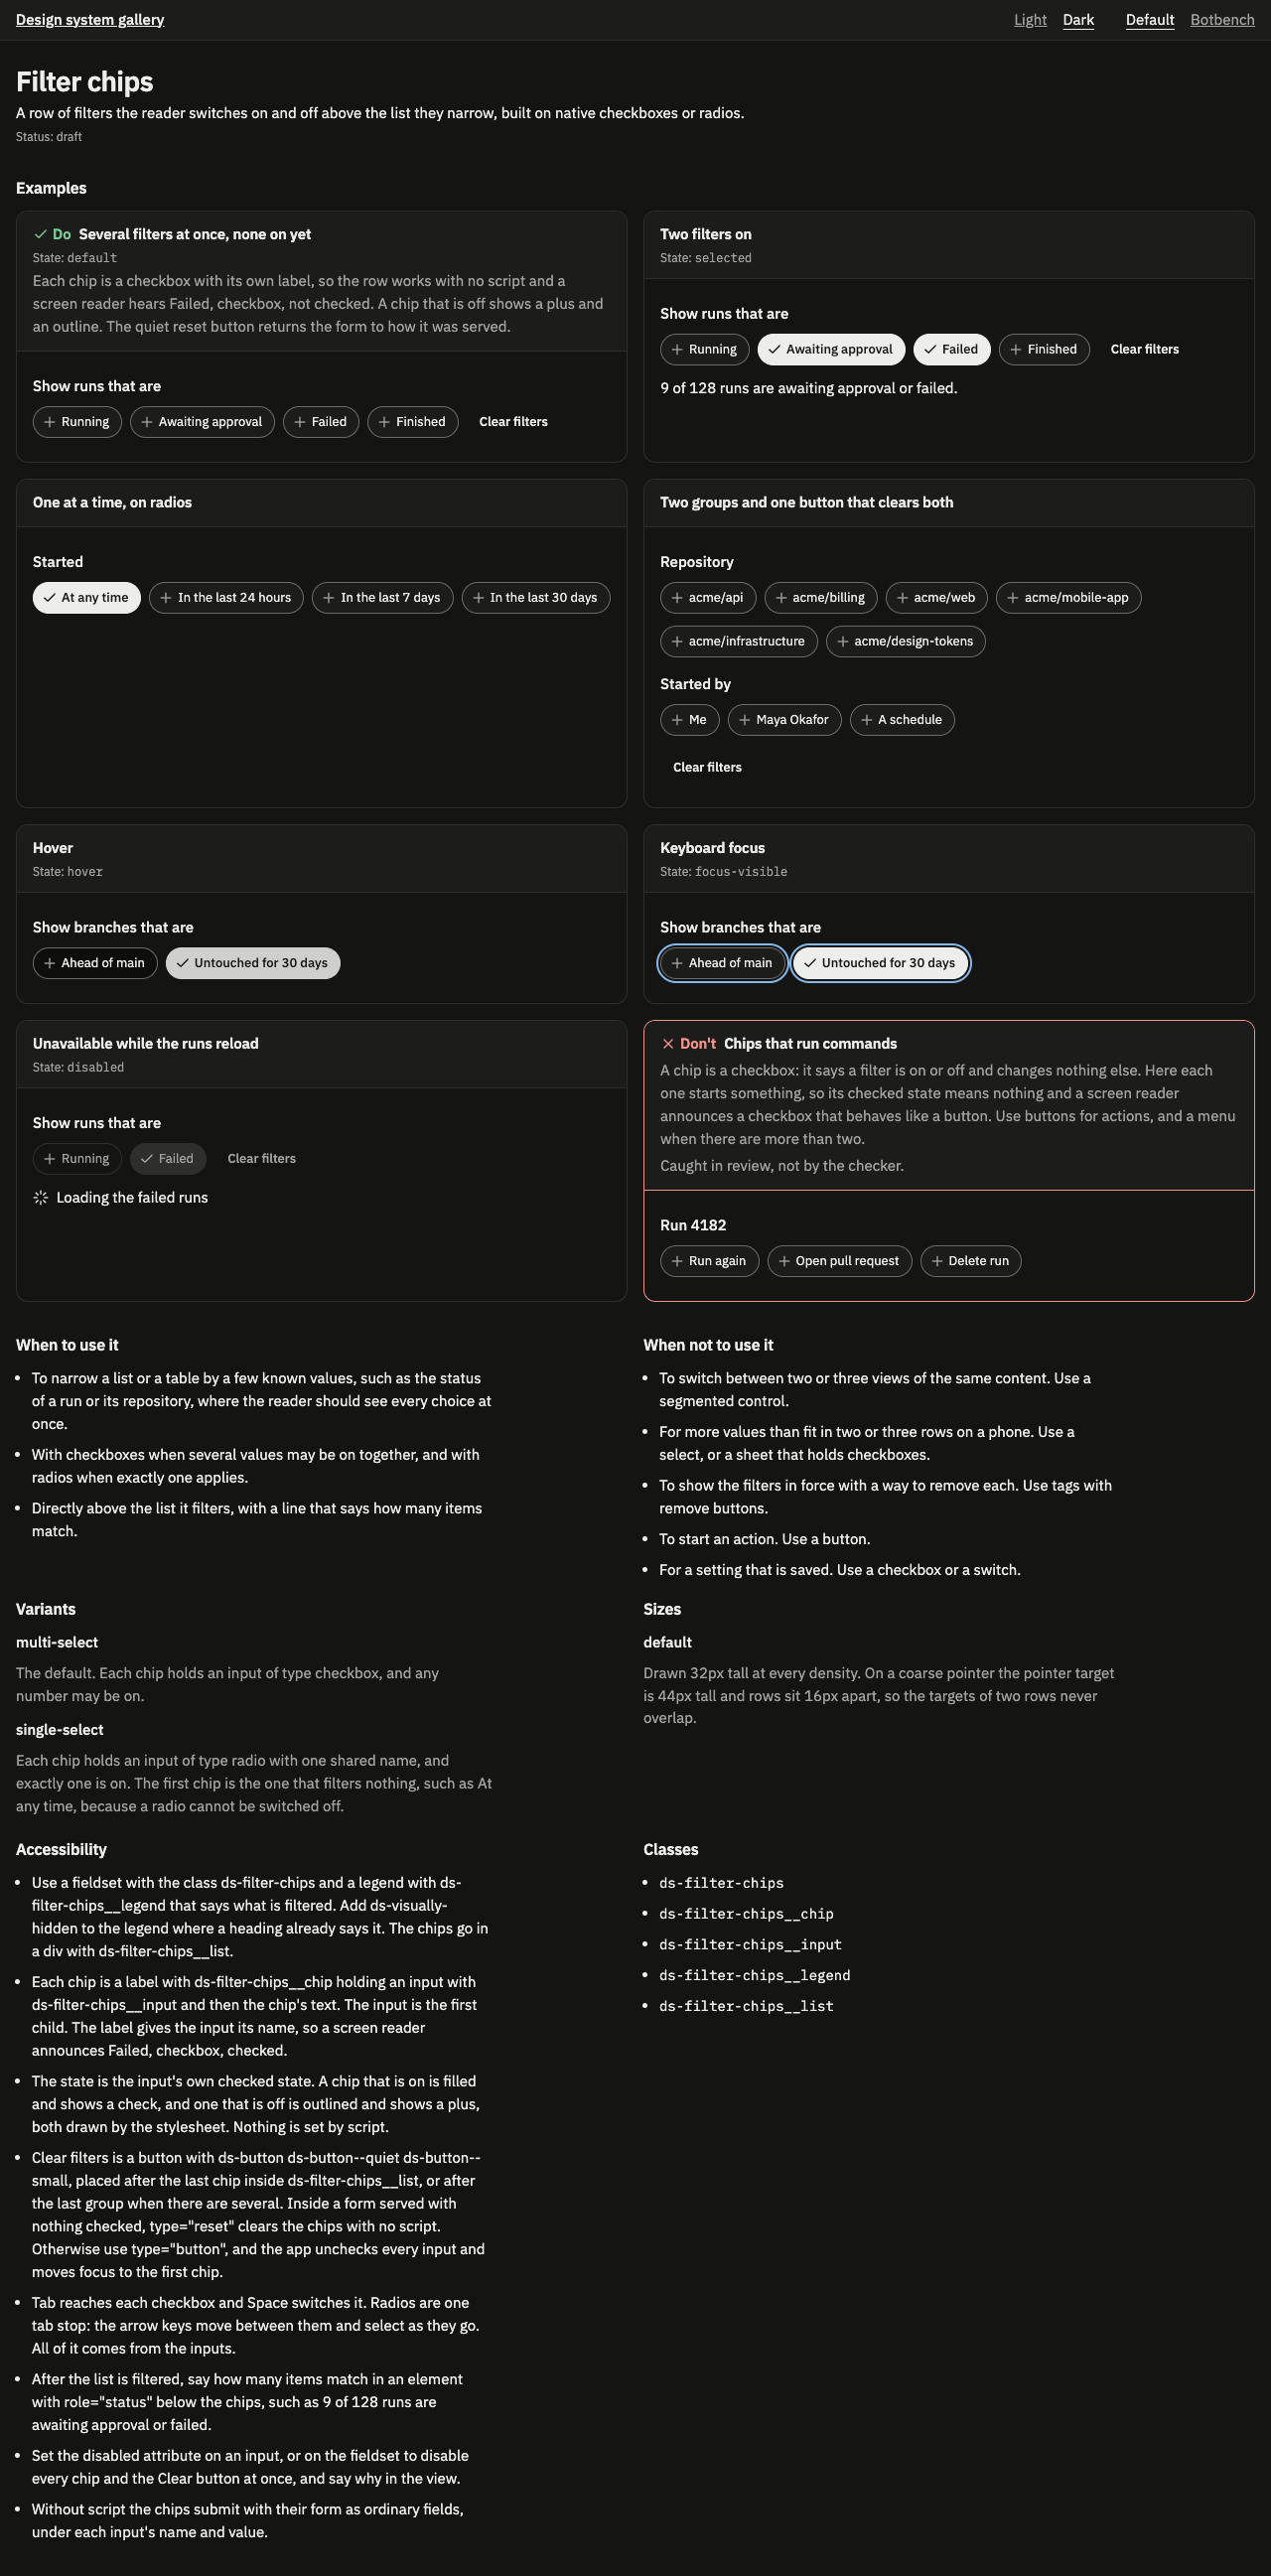 Design system gallery
Light Dark Default Botbench
Filter chips
A row of filters the reader switches on and off above the list they narrow, built on native checkboxes or radios.
Status: draft
Examples
Do Several filters at once, none on yet
State: default
Each chip is a checkbox with its own label, so the row works with no script and a
screen reader hears Failed, checkbox, not checked. A chip that is off shows a plus and
an outline. The quiet reset button returns the form to how it was served.
Show runs that are
Running Awaiting approval Failed Finished Clear filters
Two filters on
State: selected
Show runs that are
Running Awaiting approval Failed Finished Clear filters
9 of 128 runs are awaiting approval or failed.
One at a time, on radios
Started
At any time In the last 24 hours In the last 7 days In the last 30 days
Two groups and one button that clears both
Repository
acme/api acme/billing acme/web acme/mobile-app
acme/infrastructure acme/design-tokens
Started by
Me Maya Okafor A schedule
Clear filters
Hover
State: hover
Show branches that are
Ahead of main Untouched for 30 days
Keyboard focus
State: focus-visible
Show branches that are
Ahead of main Untouched for 30 days
Unavailable while the runs reload
State: disabled
Show runs that are
Running Failed Clear filters
Loading the failed runs
Don't Chips that run commands
A chip is a checkbox: it says a filter is on or off and changes nothing else. Here each
one starts something, so its checked state means nothing and a screen reader
announces a checkbox that behaves like a button. Use buttons for actions, and a menu
when there are more than two.
Caught in review, not by the checker.
Run 4182
Run again Open pull request Delete run
When to use it
To narrow a list or a table by a few known values, such as the status
of a run or its repository, where the reader should see every choice at
once.
With checkboxes when several values may be on together, and with
radios when exactly one applies.
Directly above the list it filters, with a line that says how many items
match.
When not to use it
To switch between two or three views of the same content. Use a
segmented control.
For more values than fit in two or three rows on a phone. Use a
select, or a sheet that holds checkboxes.
To show the filters in force with a way to remove each. Use tags with
remove buttons.
To start an action. Use a button.
For a setting that is saved. Use a checkbox or a switch.
Variants
multi-select
The default. Each chip holds an input of type checkbox, and any
number may be on.
single-select
Each chip holds an input of type radio with one shared name, and
exactly one is on. The first chip is the one that filters nothing, such as At
any time, because a radio cannot be switched off.
Sizes
default
Drawn 32px tall at every density. On a coarse pointer the pointer target
is 44px tall and rows sit 16px apart, so the targets of two rows never
overlap.
Accessibility
Use a fieldset with the class ds-filter-chips and a legend with ds-
filter-chips__legend that says what is filtered. Add ds-visually-
hidden to the legend where a heading already says it. The chips go in
a div with ds-filter-chips__list.
Each chip is a label with ds-filter-chips__chip holding an input with
ds-filter-chips__input and then the chip's text. The input is the first
child. The label gives the input its name, so a screen reader
announces Failed, checkbox, checked.
The state is the input's own checked state. A chip that is on is filled
and shows a check, and one that is off is outlined and shows a plus,
both drawn by the stylesheet. Nothing is set by script.
Clear filters is a button with ds-button ds-button--quiet ds-button--
small, placed after the last chip inside ds-filter-chips__list, or after
the last group when there are several. Inside a form served with
nothing checked, type="reset" clears the chips with no script.
Otherwise use type="button", and the app unchecks every input and
moves focus to the first chip.
Tab reaches each checkbox and Space switches it. Radios are one
tab stop: the arrow keys move between them and select as they go.
All of it comes from the inputs.
After the list is filtered, say how many items match in an element
with role="status" below the chips, such as 9 of 128 runs are
awaiting approval or failed.
Set the disabled attribute on an input, or on the fieldset to disable
every chip and the Clear button at once, and say why in the view.
Without script the chips submit with their form as ordinary fields,
under each input's name and value.
Classes
ds-filter-chips
ds-filter-chips__chip
ds-filter-chips__input
ds-filter-chips__legend
ds-filter-chips__list